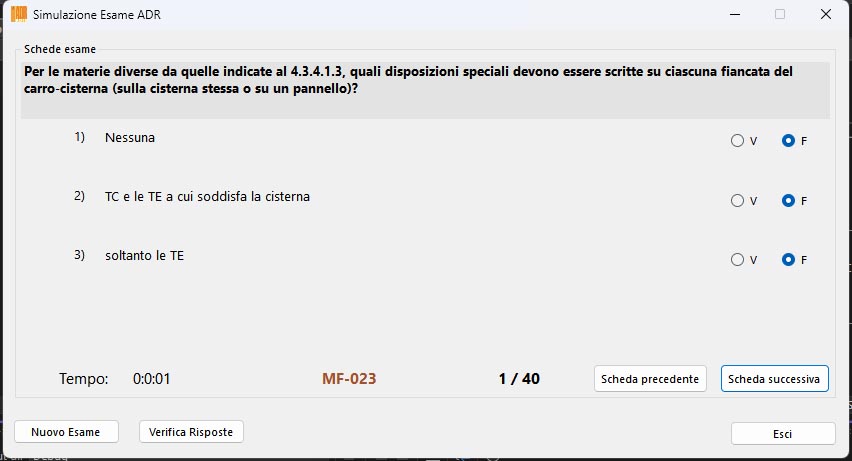 Simulazione Esame ADR
Schede esame
Per le materie diverse da quelle indicate al 4.3.4.1.3, quali disposizioni speciali devono essere scritte su ciascuna fiancata del
carro-cisterna (sulla cisterna stessa o su un pannello)?
1) Nessuna V F
2) TC e le TE a cui soddisfa la cisterna V F
3) soltanto le TE V F
Tempo: 0:0:01 MF-023 1 / 40 Scheda precedente Scheda successiva
Nuovo Esame Verifica Risposte Esci